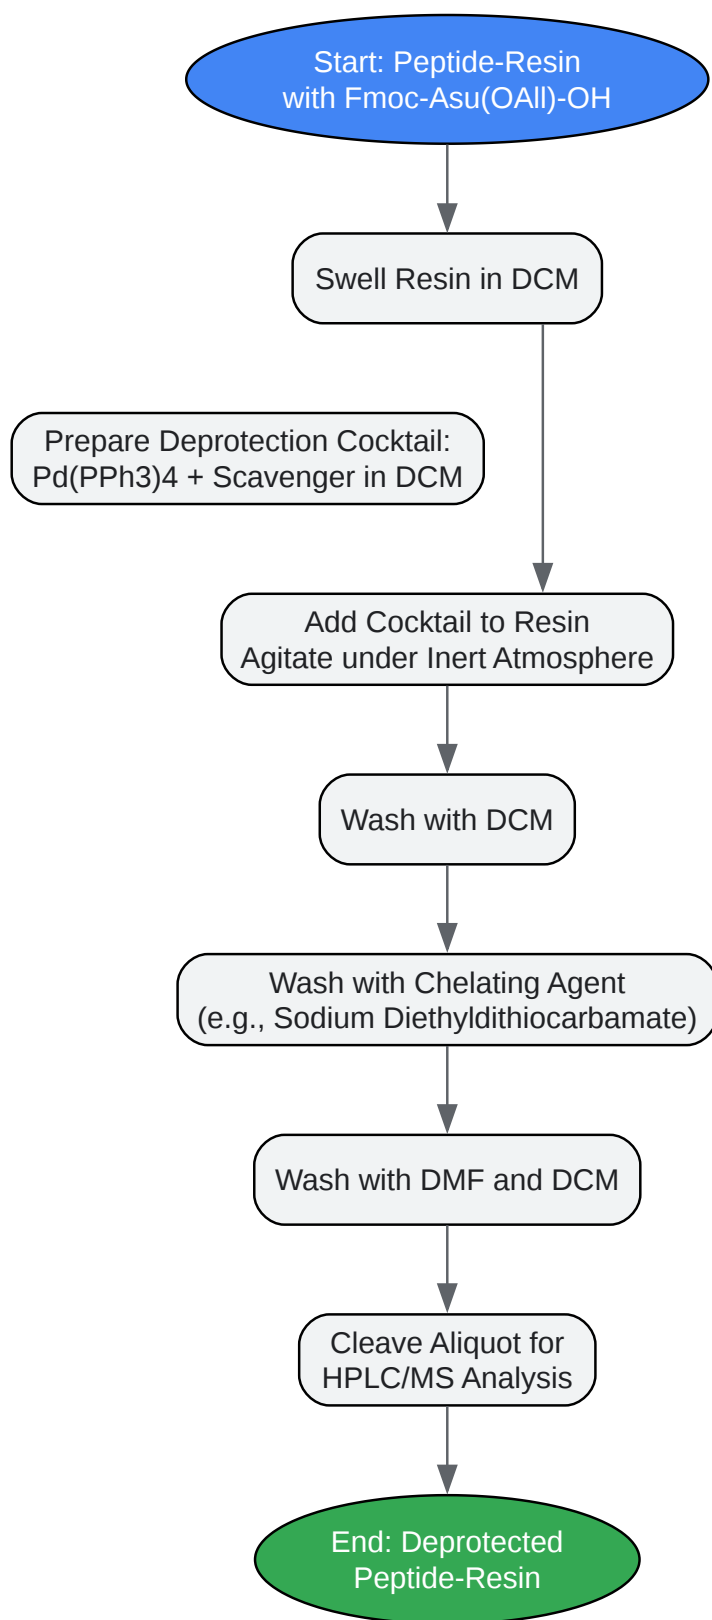 Start: Peptide-Resin
with Fmoc-Asu(OAll)-OH
Swell Resin in DCM
Prepare Deprotection Cocktail:
Pd(PPh3)4 + Scavenger in DCM
Add Cocktail to Resin
Agitate under Inert Atmosphere
Wash with DCM
Wash with Chelating Agent
(e.g., Sodium Diethyldithiocarbamate)
Wash with DMF and DCM
Cleave Aliquot for
HPLC/MS Analysis
End: Deprotected
Peptide-Resin